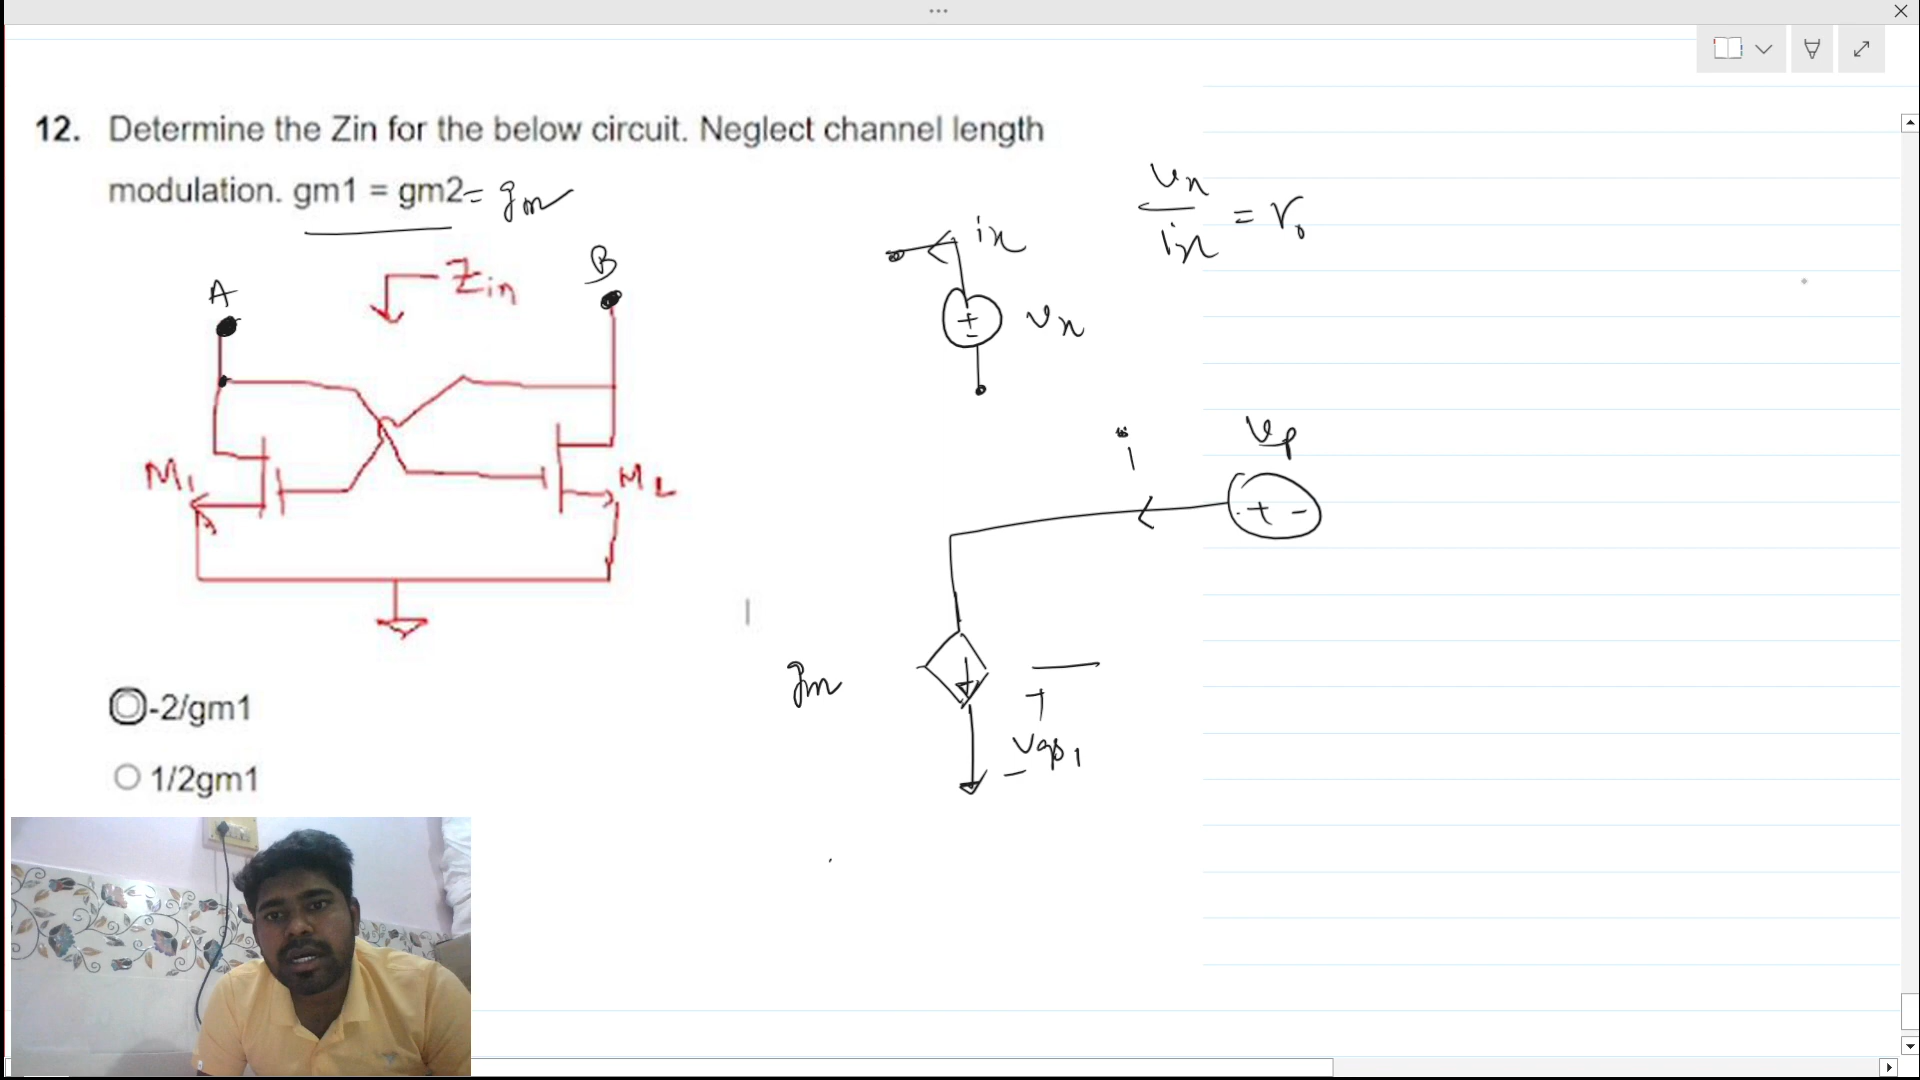 12. Determine the Zin for the below circuit. Neglect channel length
modulation. gm1 = gm2 = gm
A
Zin
B
M1
M2
-2/gm1
1/2gm1
ix
+
-
vx
vx
ix
= r0
i
vp
+ -
gm
+
vgs1
-